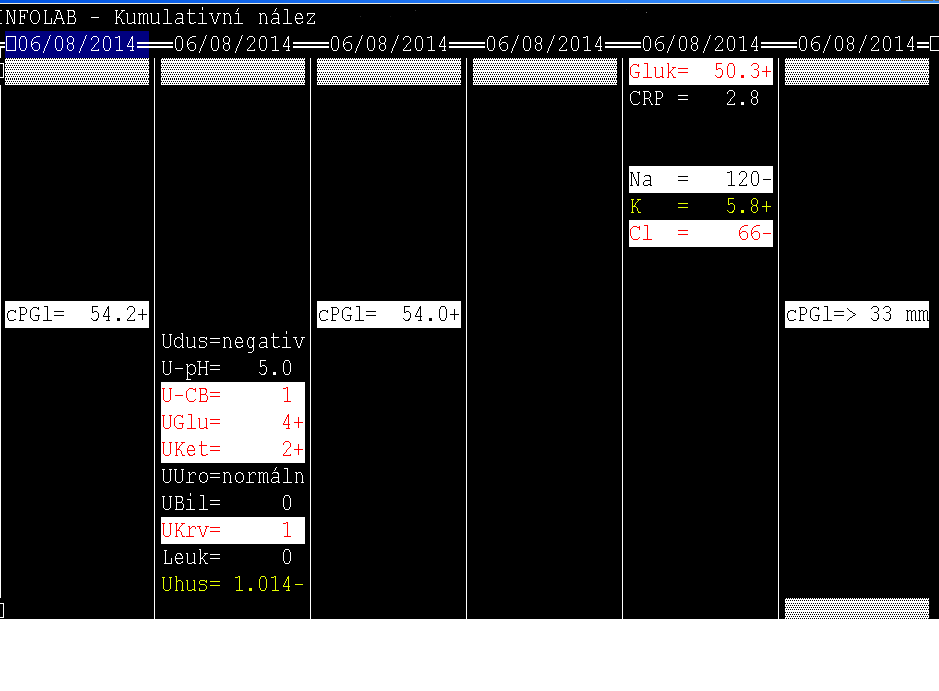 INFOLAB - Kumulativní nález
06/08/2014 06/08/2014 06/08/2014 06/08/2014 06/08/2014 06/08/2014
Gluk= 50.3+
CRP = 2.8
Na = 120-
K = 5.8+
Cl = 66-
cPGl= 54.2+ cPGl= 54.0+ cPGl=> 33 mm
Udus=negativ
U-pH= 5.0
U-CB= 1
UGlu= 4+
UKet= 2+
UUro=normáln
UBil= 0
UKrv= 1
Leuk= 0
Uhus= 1.014-